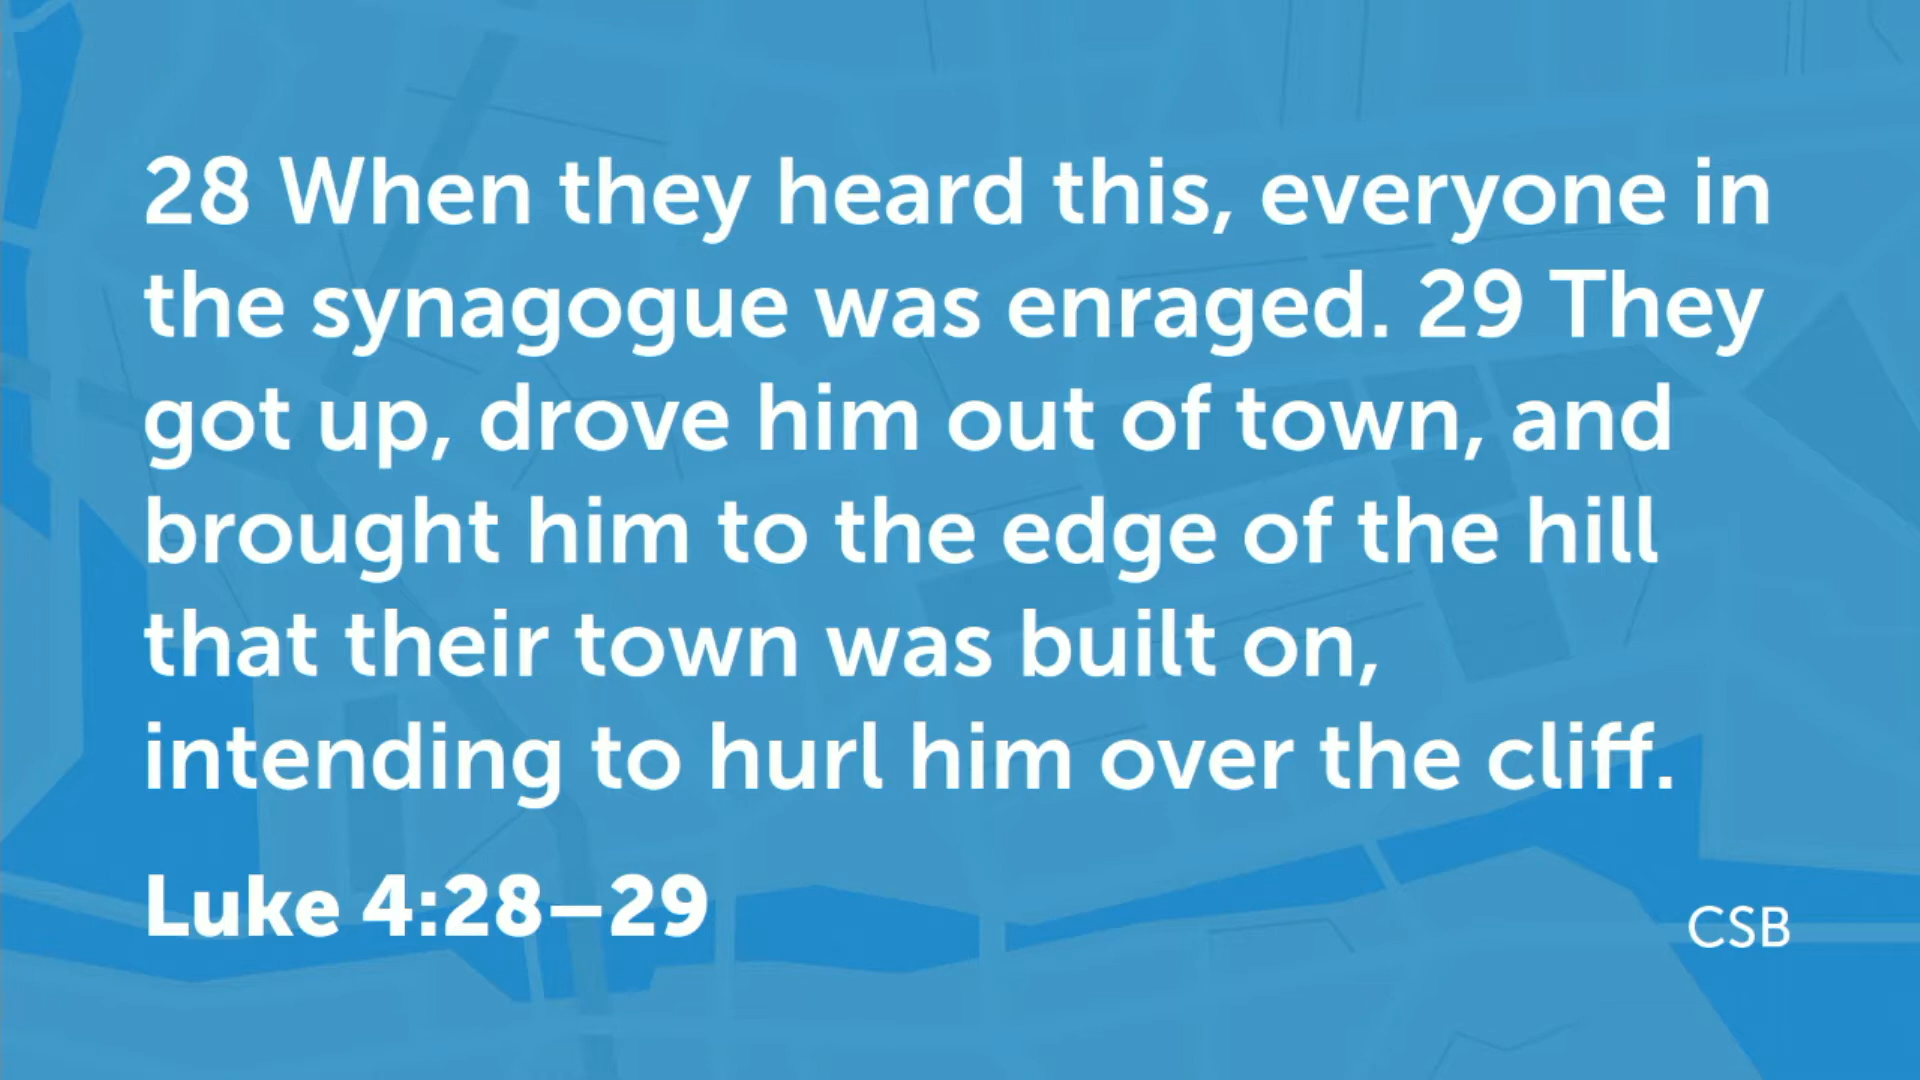 28 When they heard this, everyone in
the synagogue was enraged. 29 They
got up, drove him out of town, and
brought him to the edge of the hill
that their town was built on,
intending to hurl him over the cliff.
Luke 4:28–29
CSB